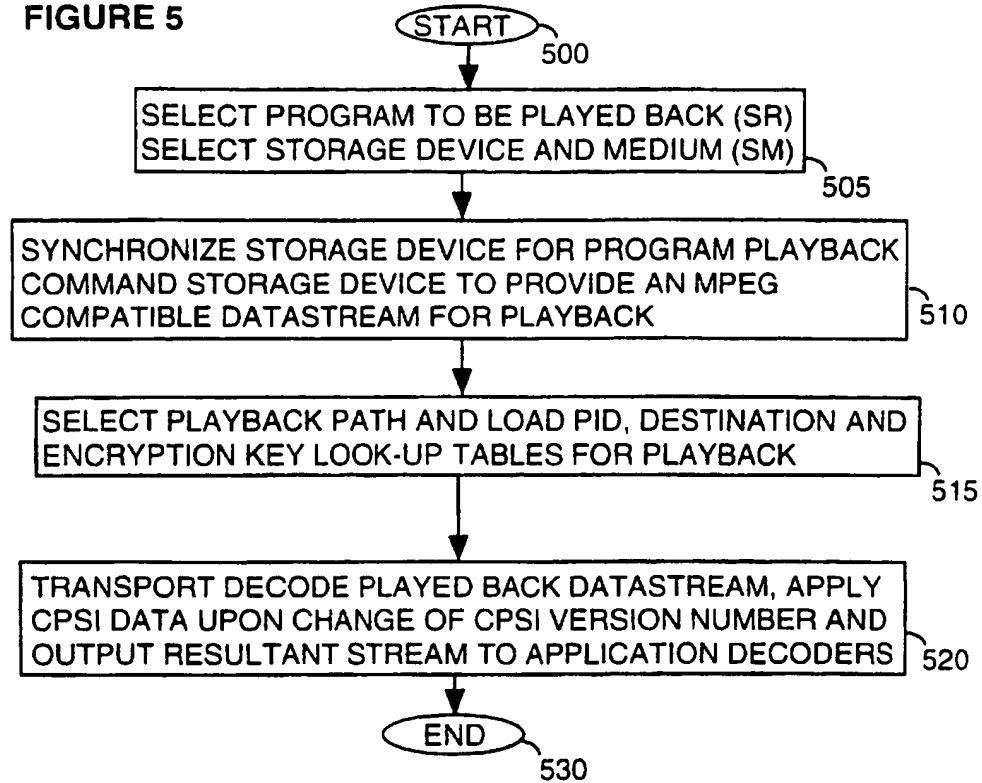 FIGURE 5
START
500
SELECT PROGRAM TO BE PLAYED BACK (SR)
SELECT STORAGE DEVICE AND MEDIUM (SM)
505
SYNCHRONIZE STORAGE DEVICE FOR PROGRAM PLAYBACK
COMMAND STORAGE DEVICE TO PROVIDE AN MPEG
COMPATIBLE DATASTREAM FOR PLAYBACK
510
SELECT PLAYBACK PATH AND LOAD PID, DESTINATION AND
ENCRYPTION KEY LOOK-UP TABLES FOR PLAYBACK
515
TRANSPORT DECODE PLAYED BACK DATASTREAM, APPLY
CPSI DATA UPON CHANGE OF CPSI VERSION NUMBER AND
OUTPUT RESULTANT STREAM TO APPLICATION DECODERS
520
END
530